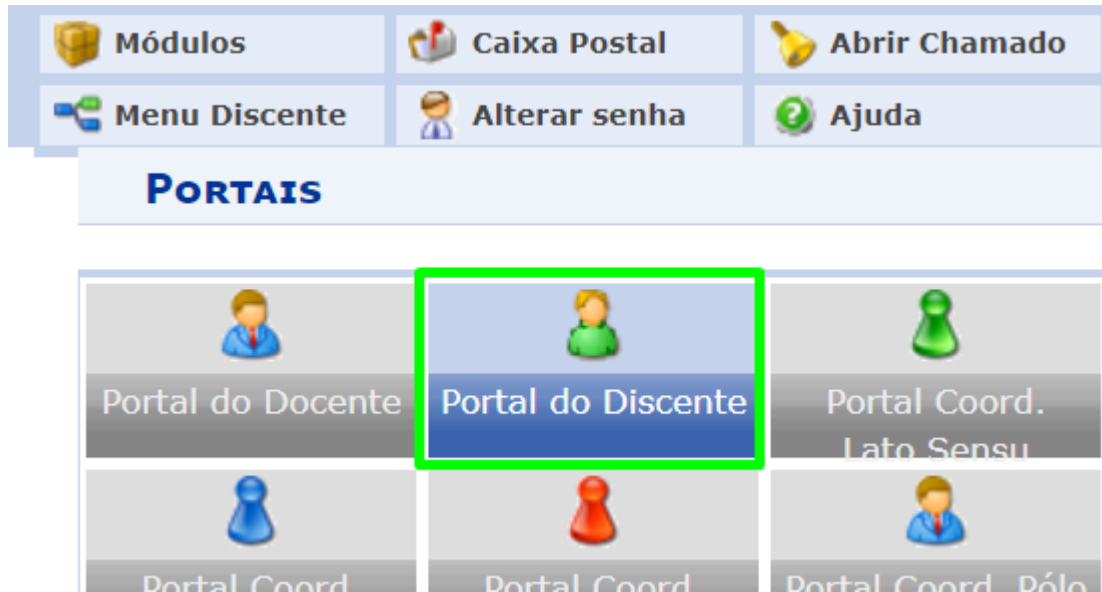 Módulos
Caixa Postal
Abrir Chamado
Menu Discente
Alterar senha
Ajuda
Portais
Portal do Docente
Portal do Discente
Portal Coord.
Lato Sensu
Portal Coord
Portal Coord
Portal Coord. Pólo